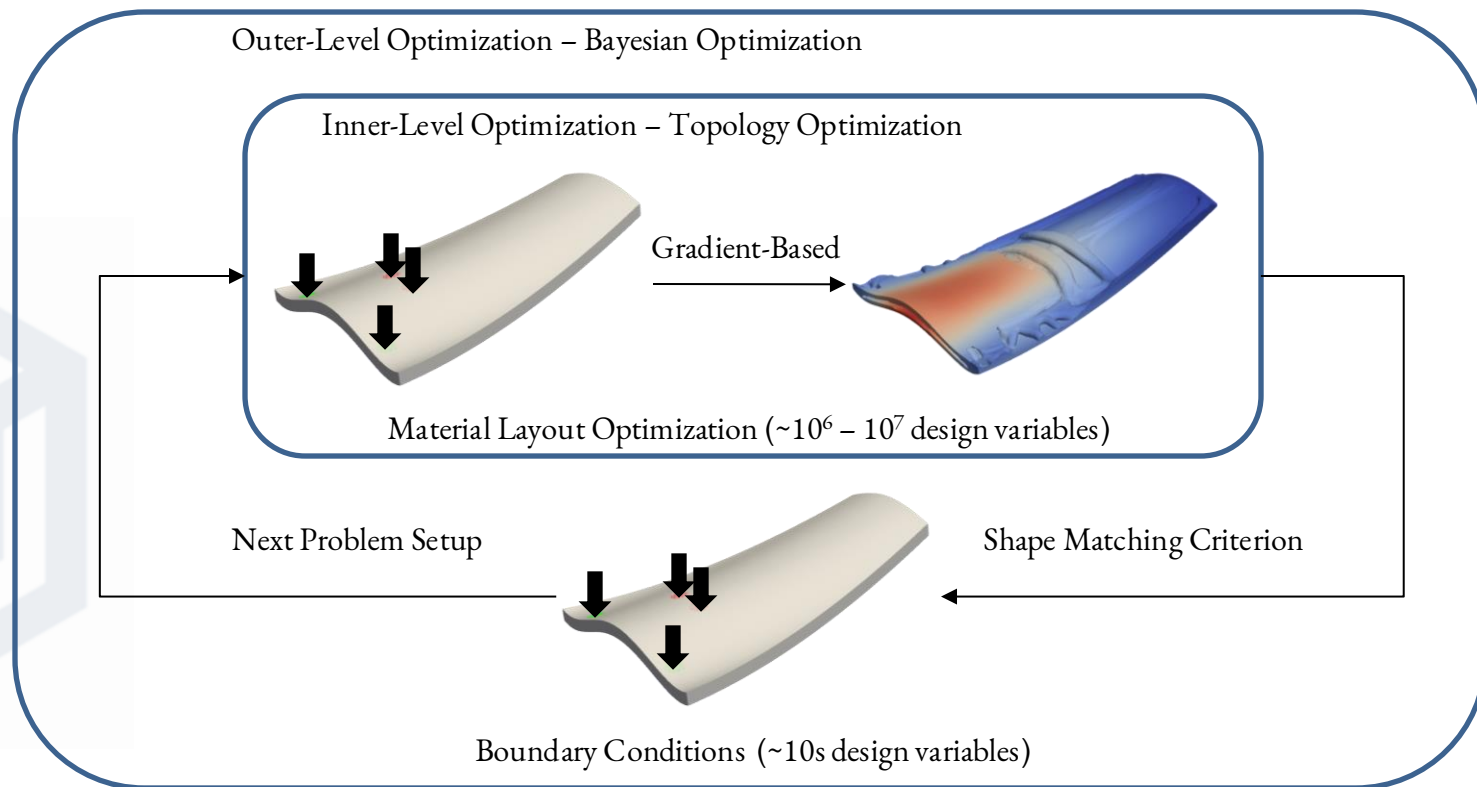 Outer-Level Optimization – Bayesian Optimization
Inner-Level Optimization – Topology Optimization
Gradient-Based
Material Layout Optimization (~10⁶ – 10⁷ design variables)
Next Problem Setup
Shape Matching Criterion
Boundary Conditions (~10s design variables)